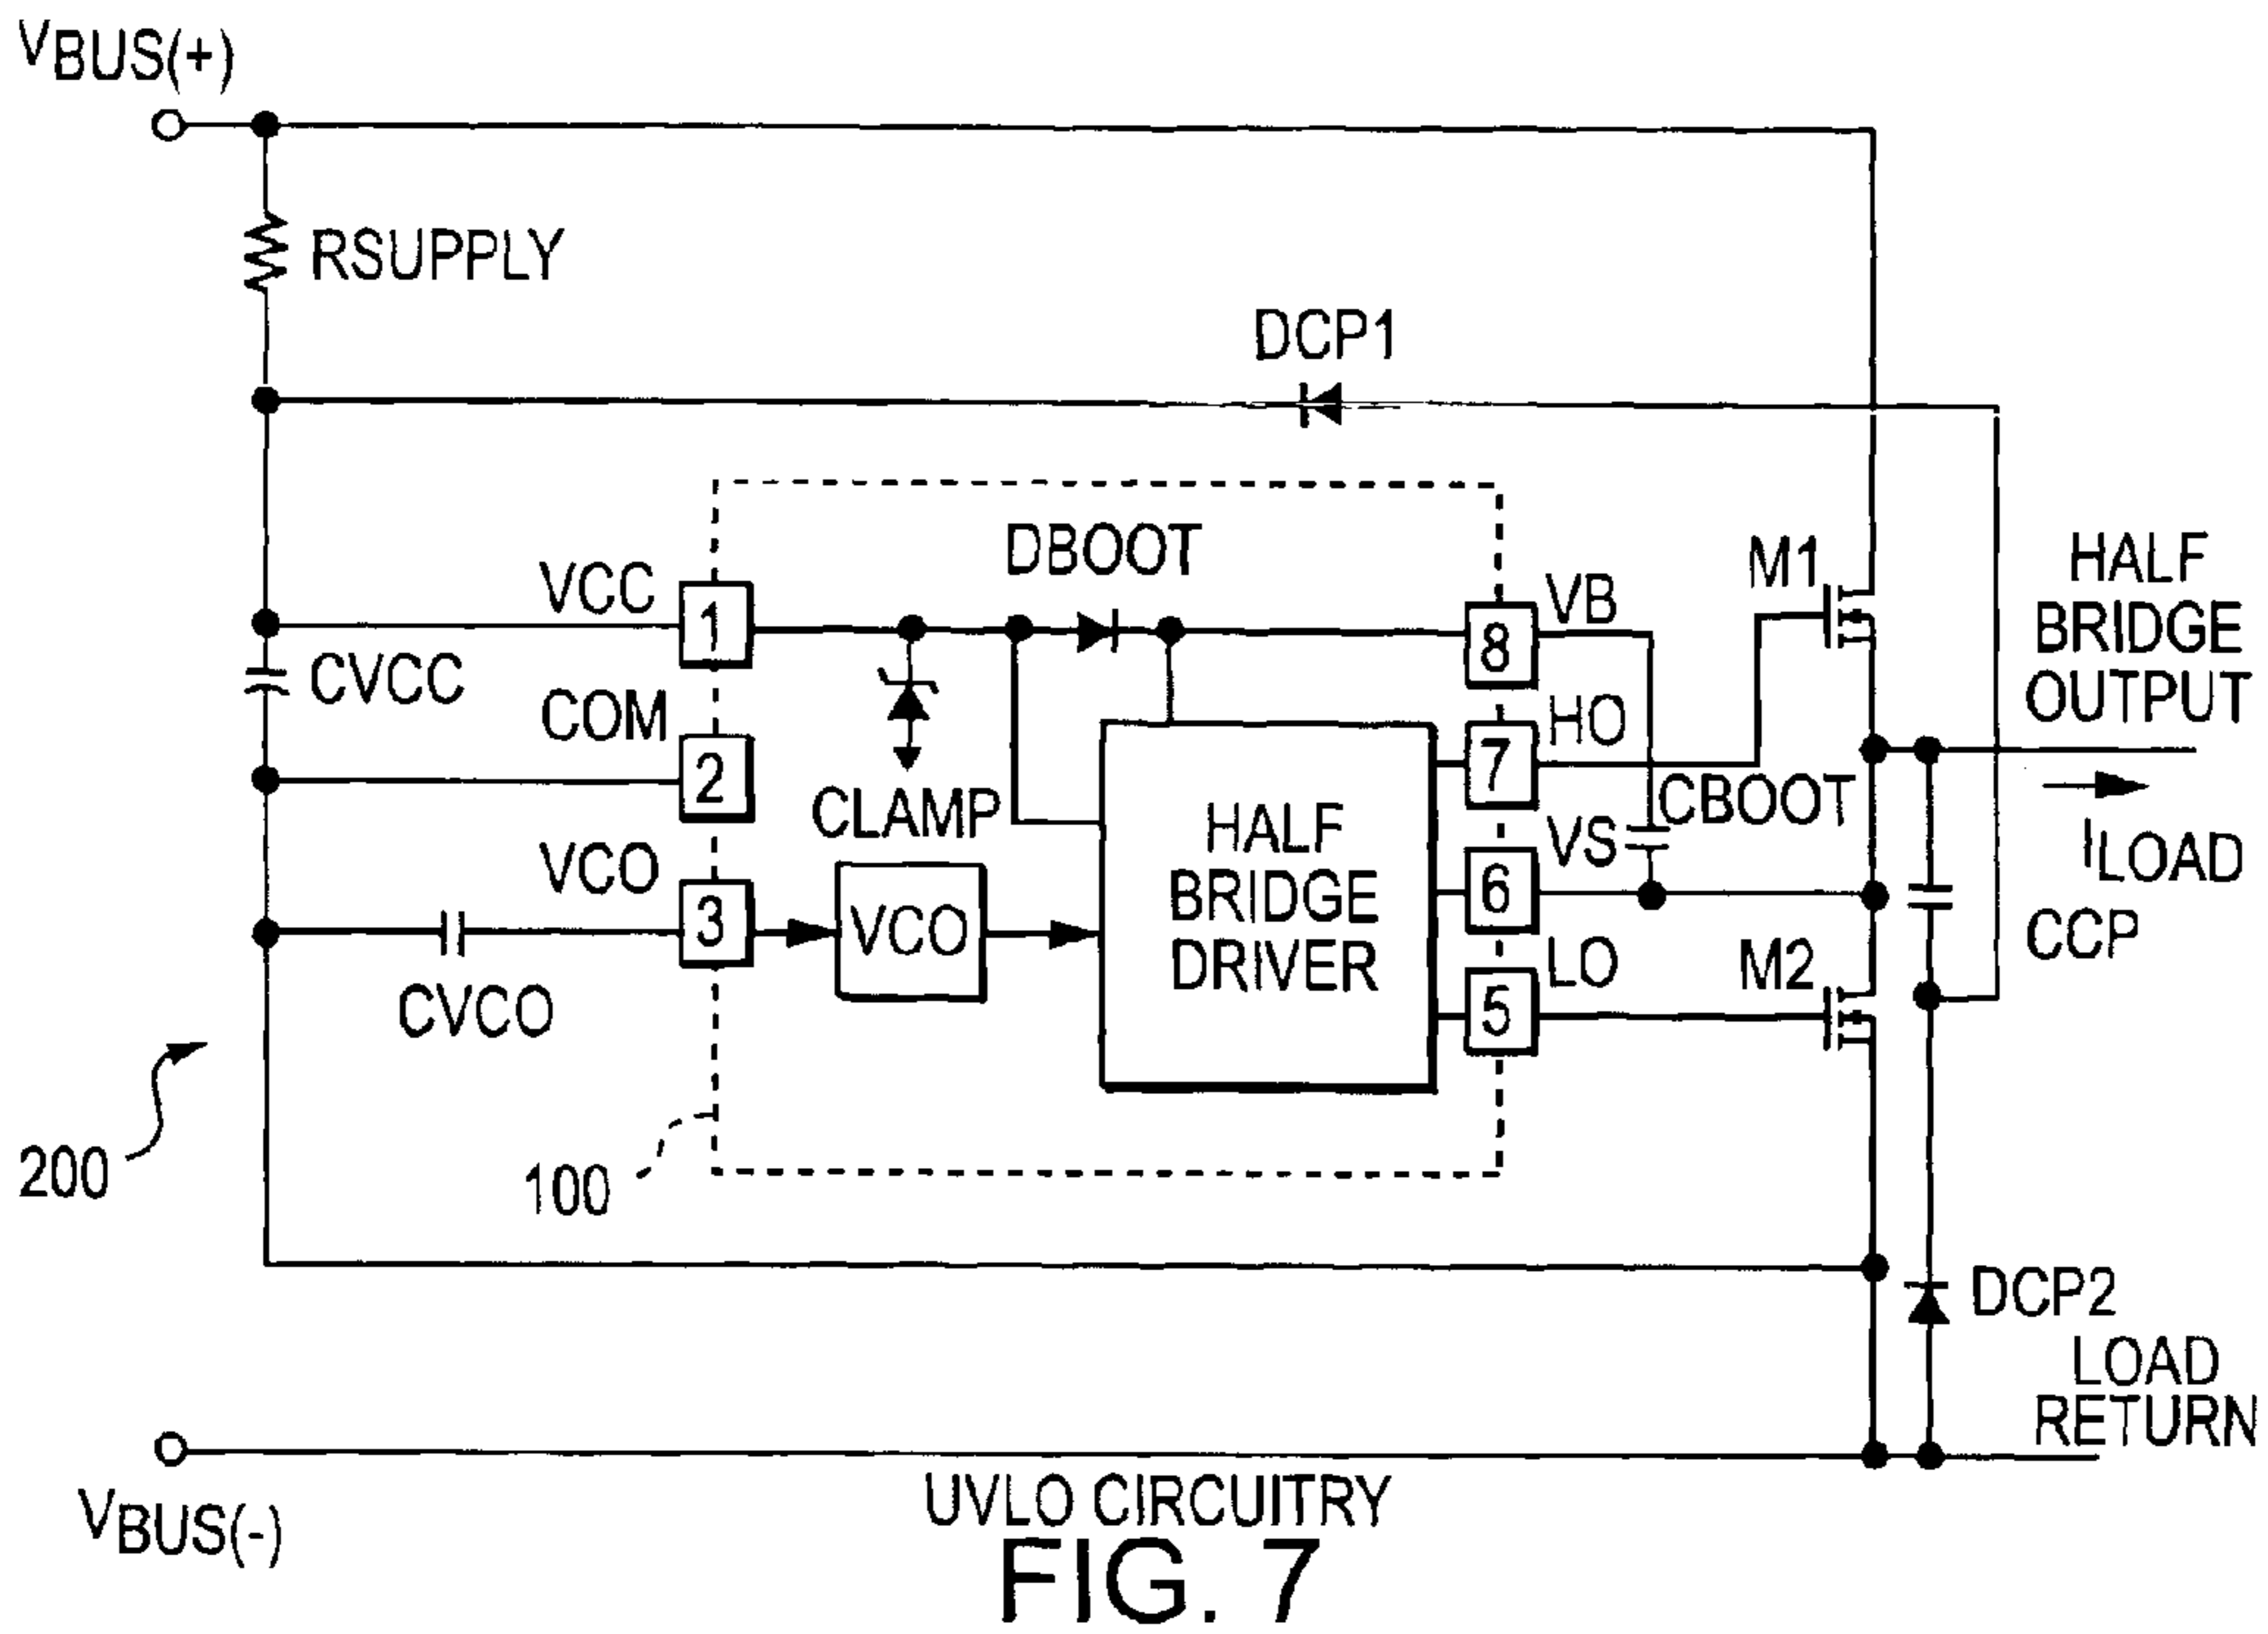 VBUS(+)
RSUPPLY
DCP1
DBOOT
VCC
1
CVCC
COM
2
CLAMP
VCO
3
VCO
CVCO
HALF
BRIDGE
DRIVER
8
VB
7
HO
CBOOT
VS
6
LO
5
M1
M2
HALF
BRIDGE
OUTPUT
ILOAD
CCP
200
100
DCP2
LOAD
RETURN
VBUS(-)
UVLO CIRCUITRY
FIG. 7